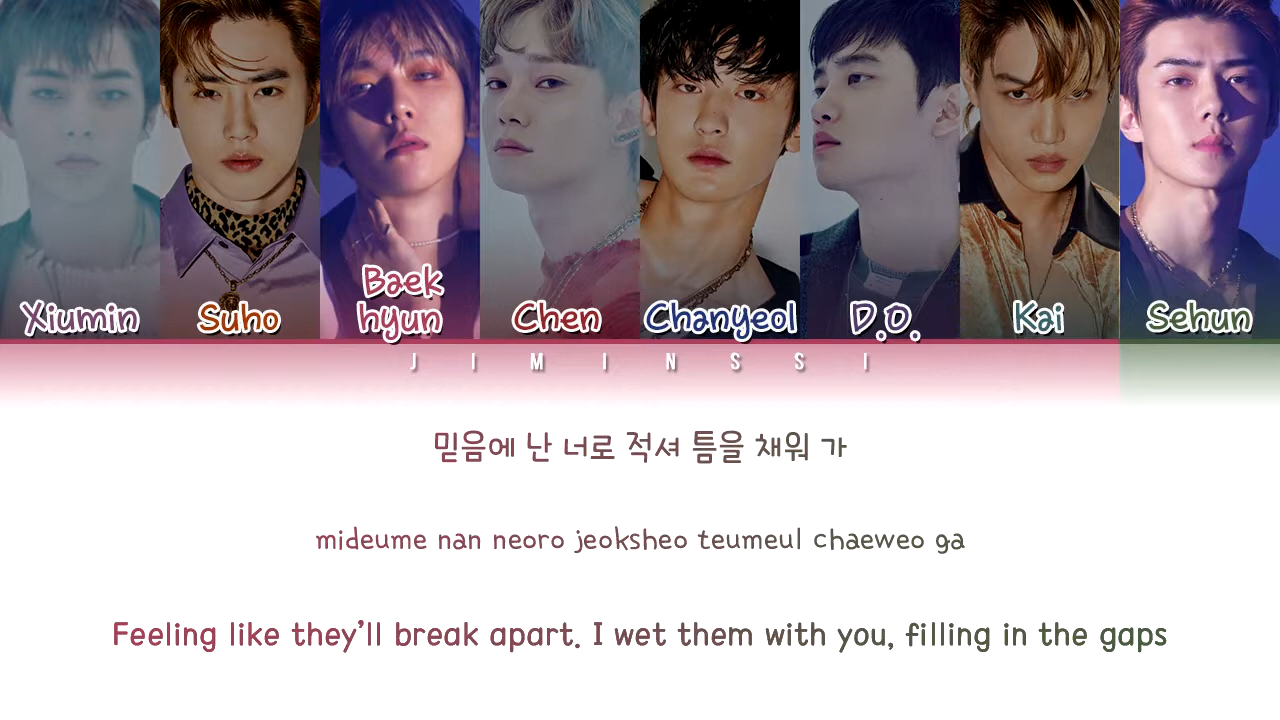 Xiumin
Suho
Baek
hyun
Chen
Chanyeol
D.O.
Kai
Sehun
J I M I N S S I
믿음에 난 너로 적셔 틈을 채워 가
mideume nan neoro jeoksheo teumeul chaeweo ga
Feeling like they'll break apart. I wet them with you, filling in the gaps